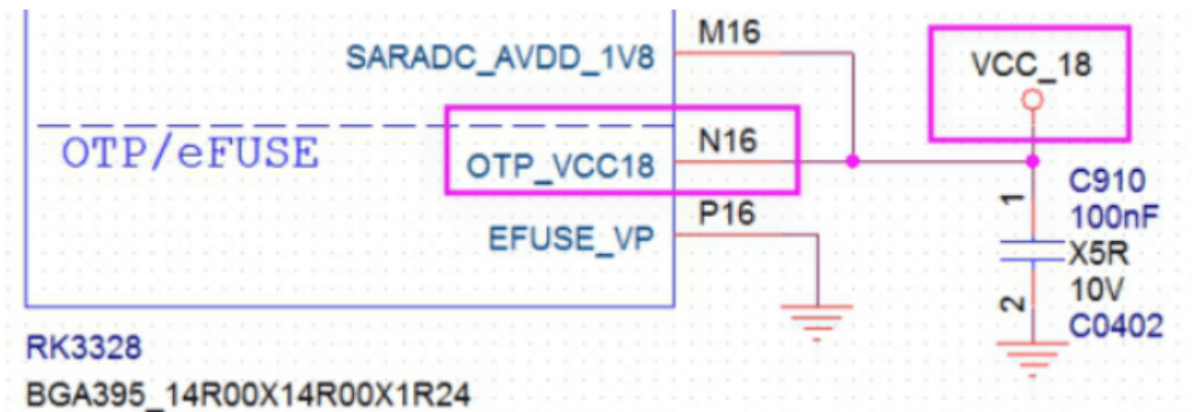 SARADC_AVDD_1V8
M16
VCC_18
OTP/eFUSE
OTP_VCC18
N16
EFUSE_VP
P16
1
2
C910
100nF
X5R
10V
C0402
RK3328
BGA395_14R00X14R00X1R24